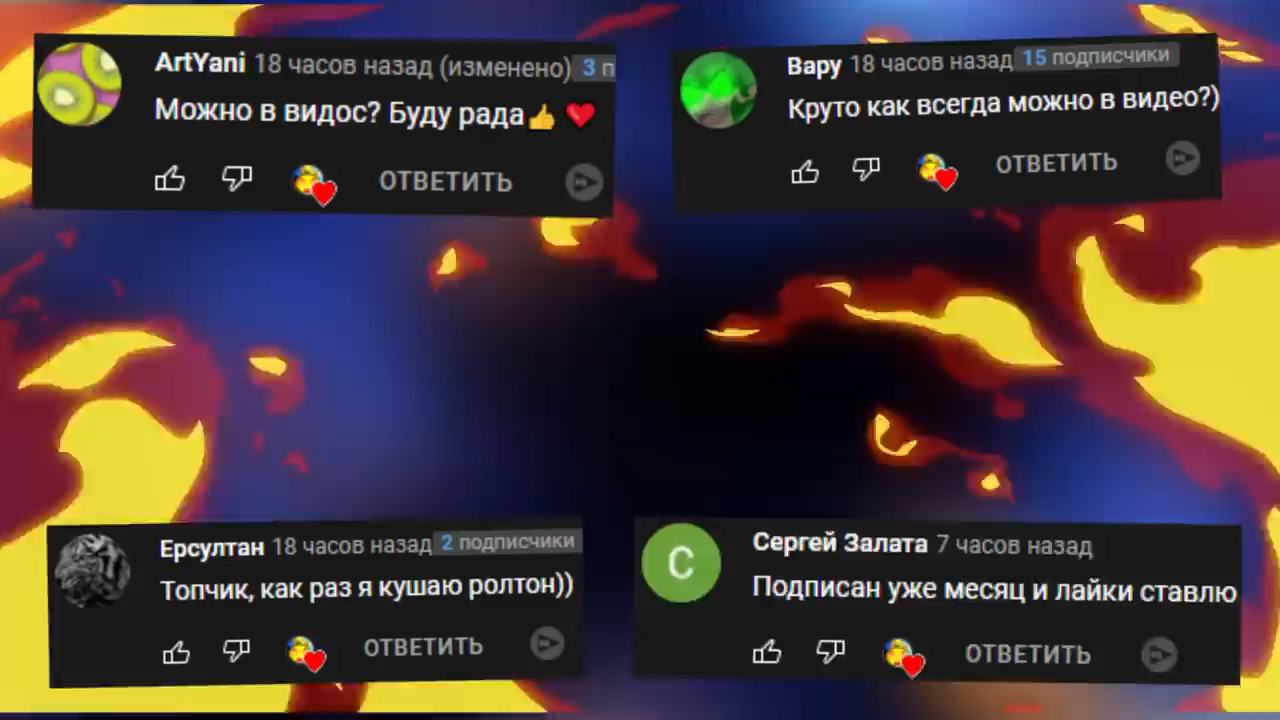 ArtYani 18 часов назад (изменено) 3 п
Можно в видос? Буду рада👍 ❤️
ОТВЕТИТЬ
Вару 18 часов назад 15 подписчики
Круто как всегда можно в видео?)
ОТВЕТИТЬ
Ерсултан 18 часов назад 2 подписчики
Топчик, как раз я кушаю ролтон))
ОТВЕТИТЬ
С
Сергей Залата 7 часов назад
Подписан уже месяц и лайки ставлю
ОТВЕТИТЬ